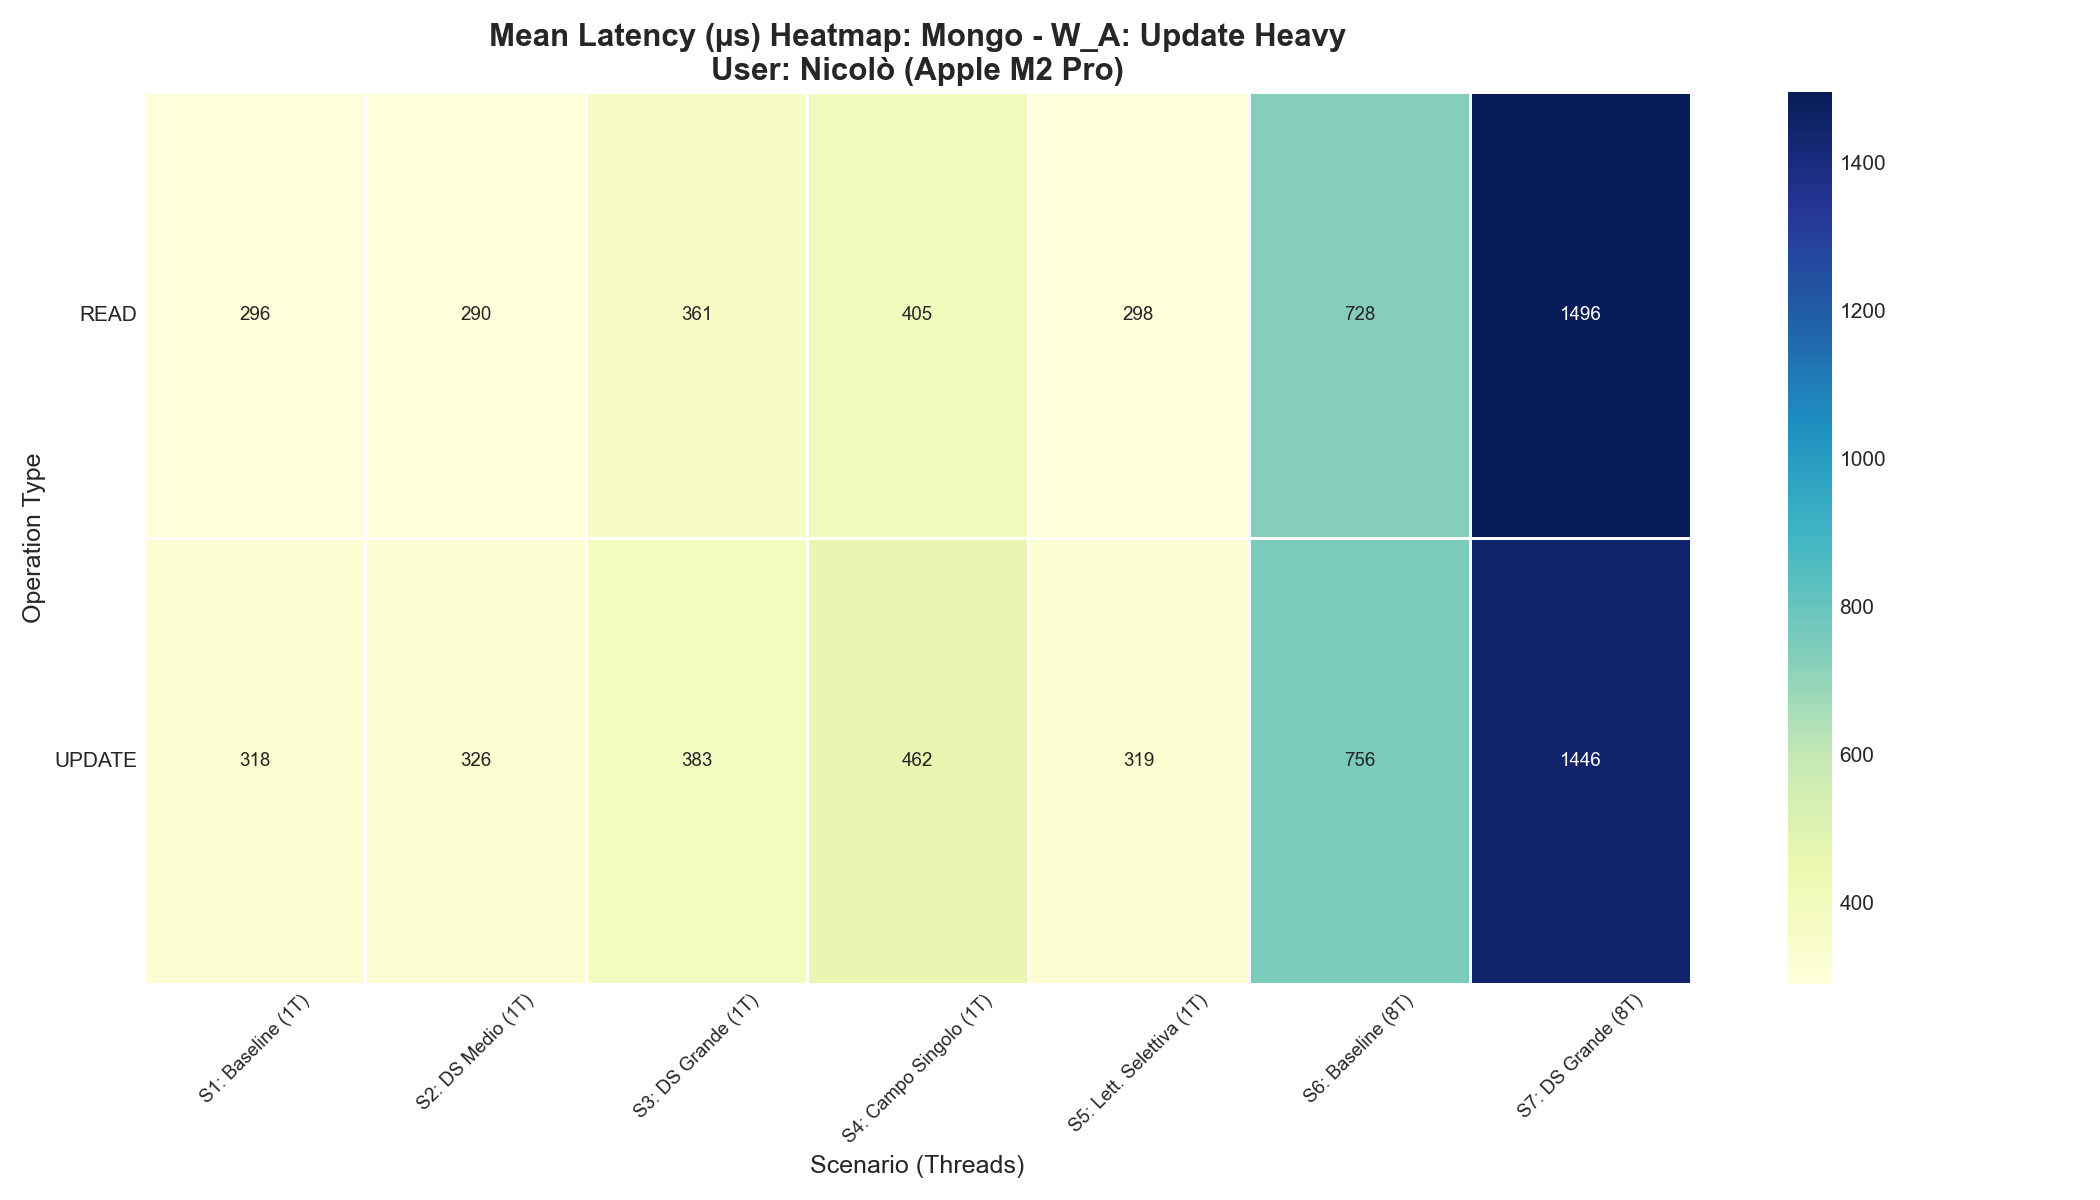 Mean Latency (µs) Heatmap: Mongo - W_A: Update Heavy
User: Nicolò (Apple M2 Pro)
Operation Type
READ
296
290
361
405
298
728
1496
UPDATE
318
326
383
462
319
756
1446
S1: Baseline (1T)
S2: DS Medio (1T)
S3: DS Grande (1T)
S4: Campo Singolo (1T)
S5: Lett. Selettiva (1T)
S6: Baseline (8T)
S7: DS Grande (8T)
Scenario (Threads)
1400
1200
1000
800
600
400